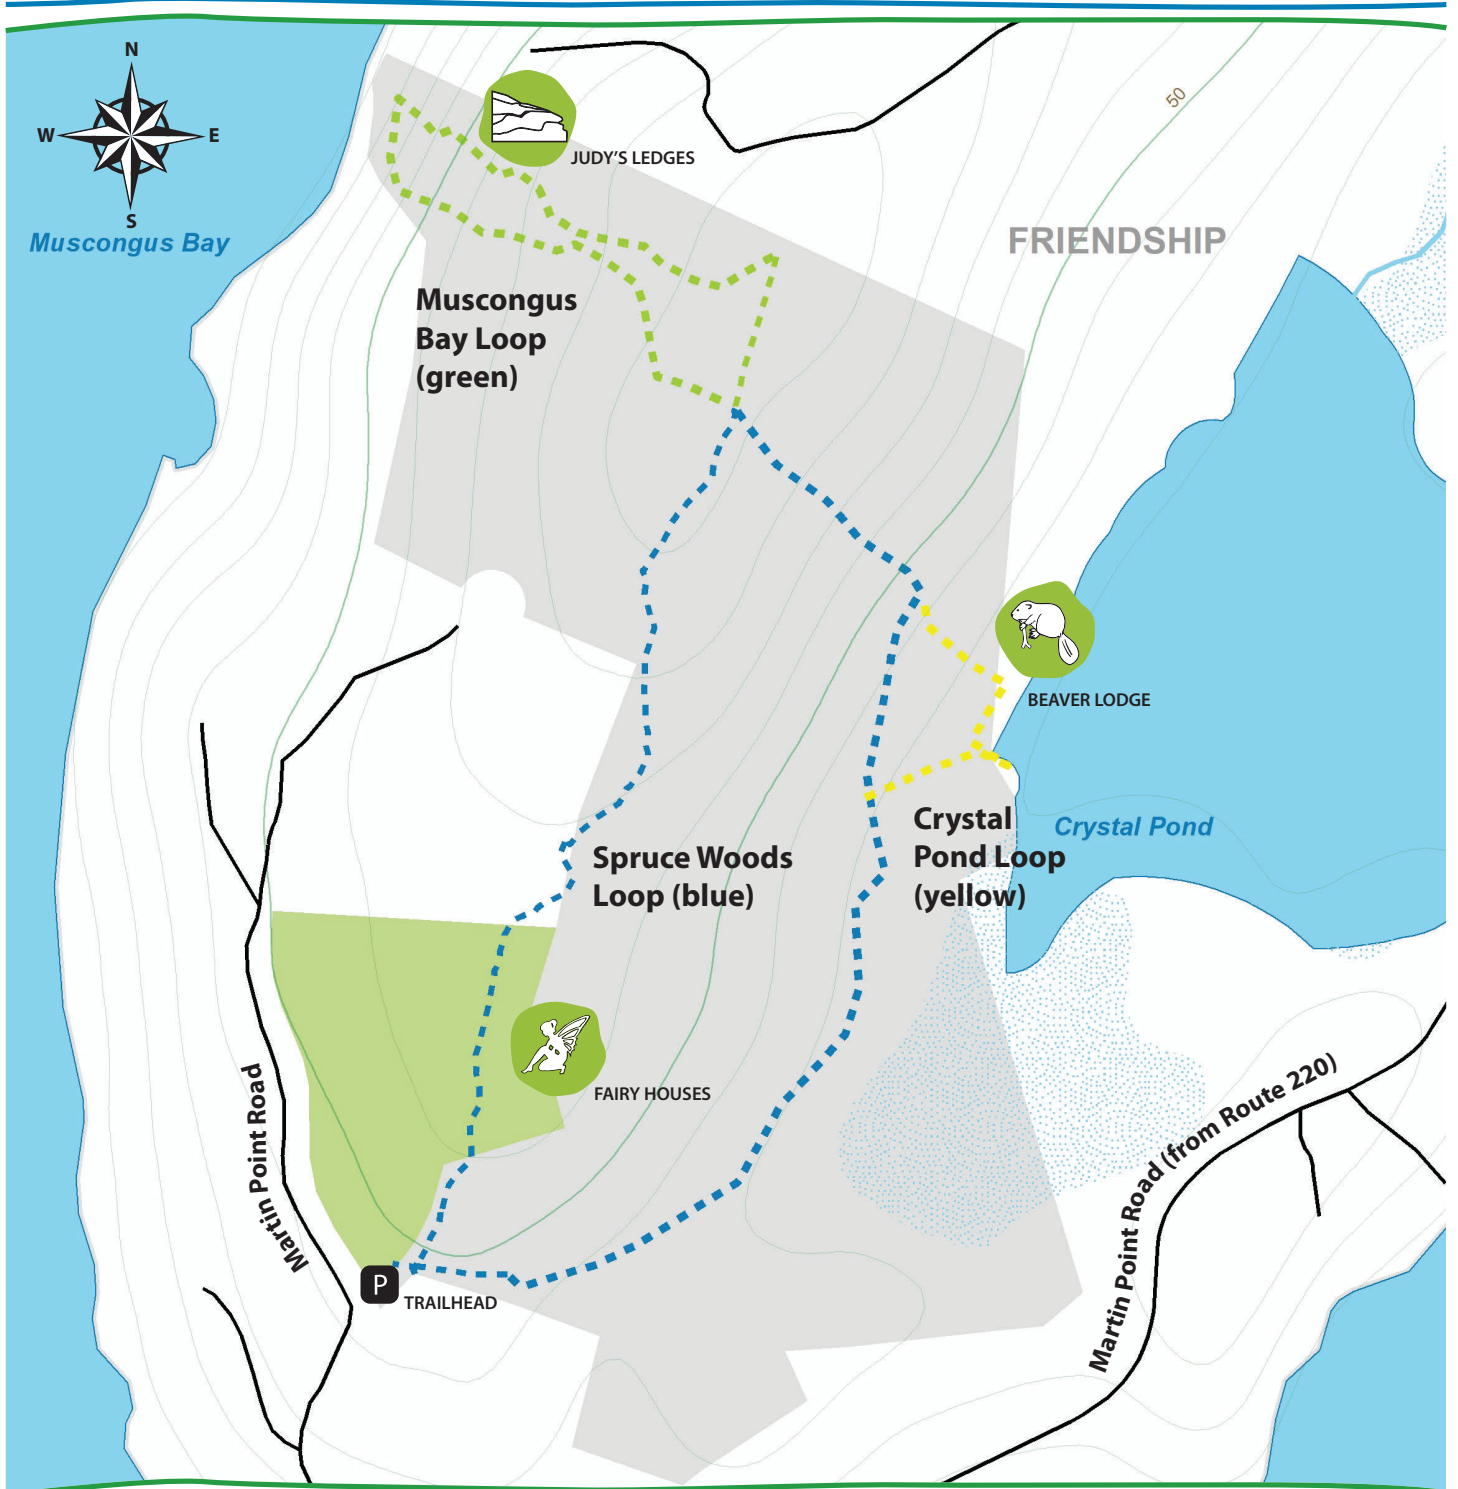 N
W
E
S
Muscongus Bay
JUDY'S LEDGES
50
FRIENDSHIP
Muscongus
Bay Loop
(green)
BEAVER LODGE
Crystal
Pond Loop
(yellow)
Crystal Pond
Spruce Woods
Loop (blue)
FAIRY HOUSES
Martin Point Road
Martin Point Road (from Route 220)
P
TRAILHEAD